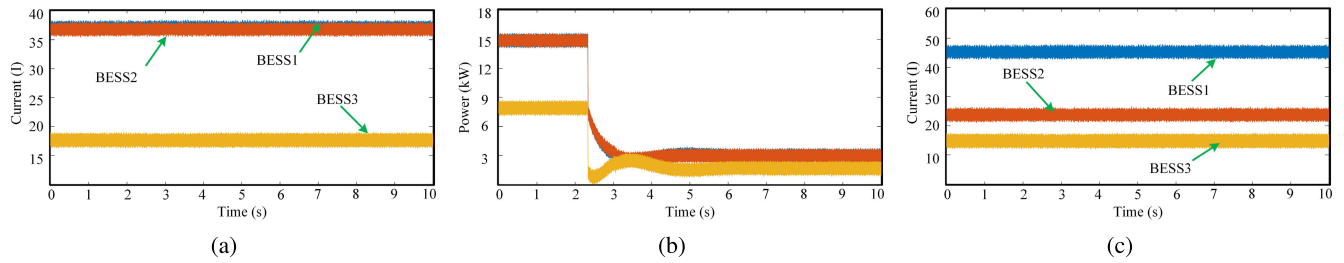 40
35
30
25
20
15
Current (I)
BESS2
BESS1
BESS3
0 1 2 3 4 5 6 7 8 9 10
Time (s)
(a)
18
15
12
9
6
3
Power (kW)
0 1 2 3 4 5 6 7 8 9 10
Time (s)
(b)
60
50
40
30
20
10
Current (I)
BESS2
BESS1
BESS3
0 1 2 3 4 5 6 7 8 9 10
Time (s)
(c)